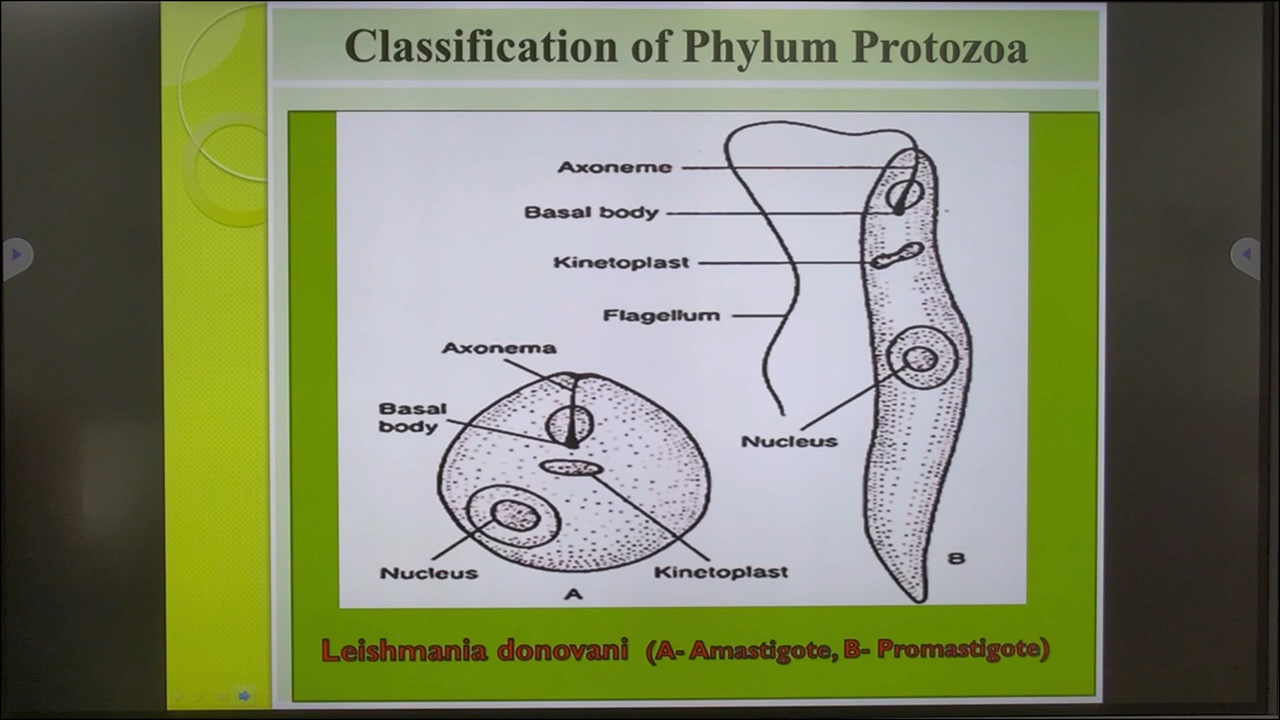 Classification of Phylum Protozoa
Axoneme
Basal body
Kinetoplast
Flagellum
Axonema
Basal
body
Nucleus
Nucleus
Kinetoplast
A
B
Leishmania donovani (A- Amastigote, B- Promastigote)